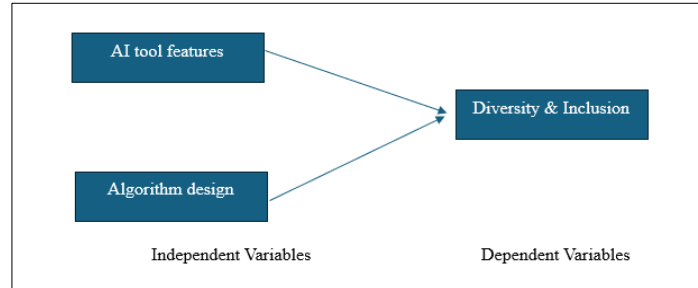 AI tool features
Diversity & Inclusion
Algorithm design
Independent Variables
Dependent Variables